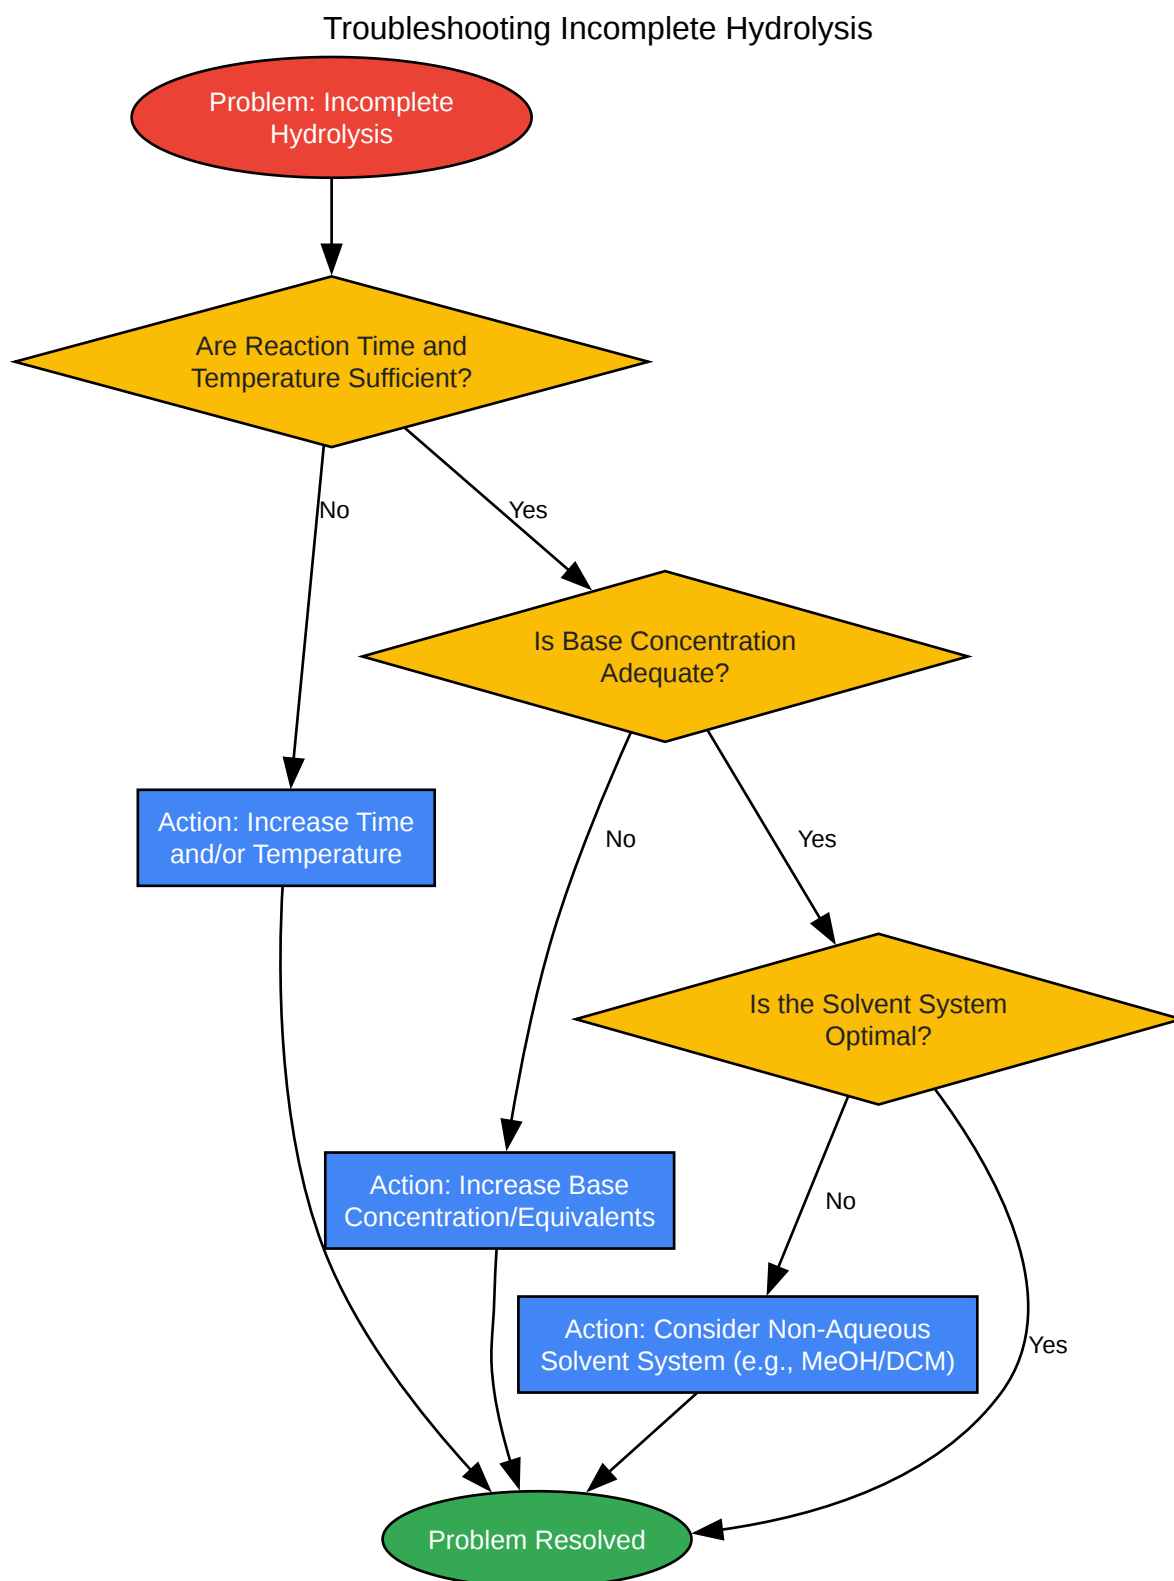 Troubleshooting Incomplete Hydrolysis
Problem: Incomplete
Hydrolysis
Are Reaction Time and
Temperature Sufficient?
No
Yes
Is Base Concentration
Adequate?
Action: Increase Time
and/or Temperature
No
Yes
Is the Solvent System
Optimal?
Action: Increase Base
Concentration/Equivalents
No
Action: Consider Non-Aqueous
Solvent System (e.g., MeOH/DCM)
Yes
Problem Resolved